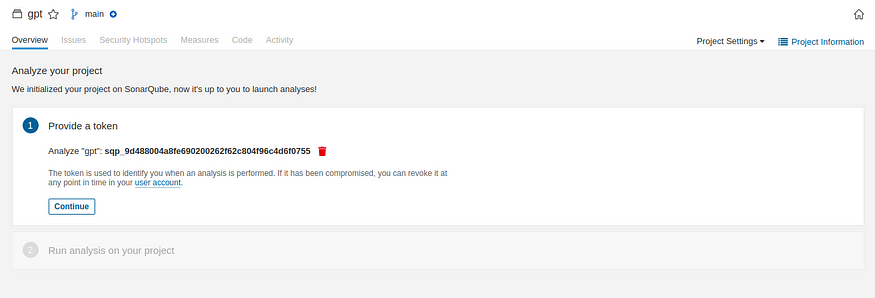 gpt main
Overview Issues Security Hotspots Measures Code Activity
Project Settings Project Information
Analyze your project
We initialized your project on SonarQube, now it's up to you to launch analyses!
1 Provide a token
Analyze "gpt": sqp_9d488004a8fe690200262f62c804f96c4d6f0755
The token is used to identify you when an analysis is performed. If it has been compromised, you can revoke it at
any point in time in your user account.
Continue
2 Run analysis on your project